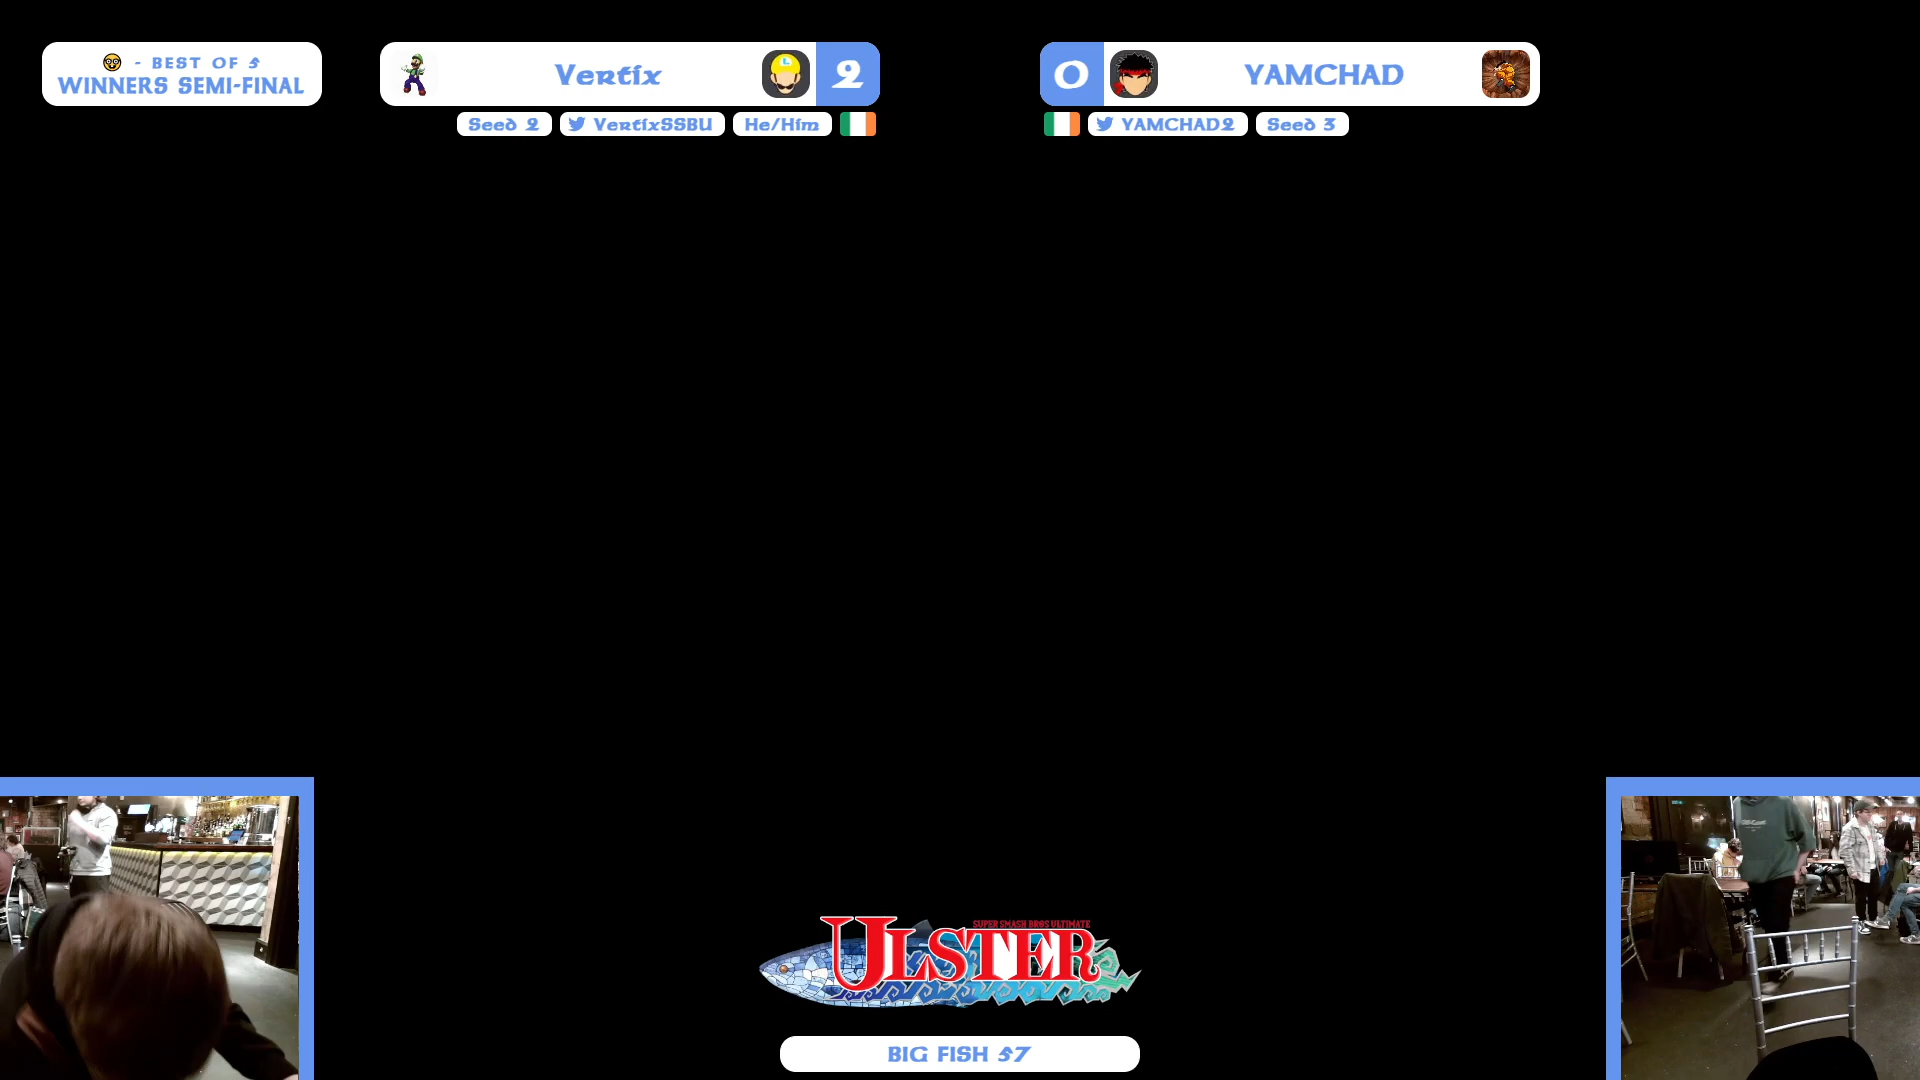 - BEST OF 5
WINNERS SEMI-FINAL
Vertix
L
2
Seed 2
VertixSSBU
He/Him
0
YAMCHAD
YAMCHAD2
Seed 3
SUPER SMASH BROS ULTIMATE
ULSTER
BIG FISH 57